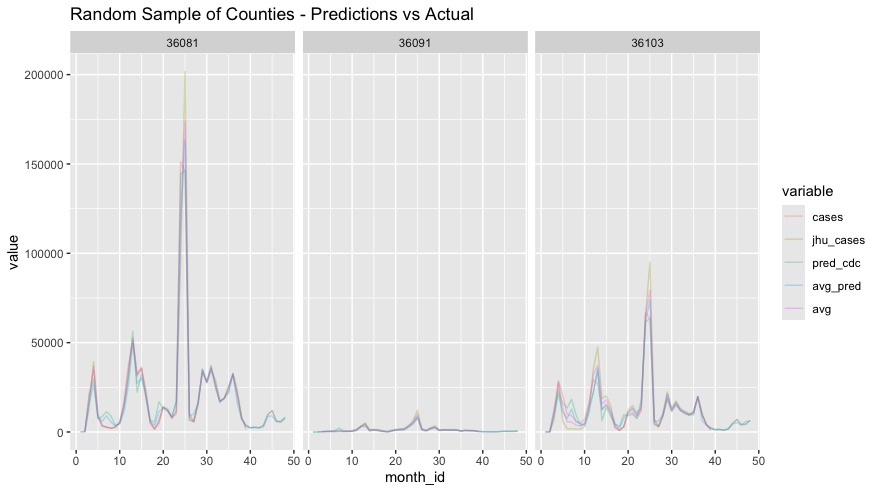 Random Sample of Counties - Predictions vs Actual
36081
36091
36103
200000
150000
100000
50000
0
value
0 10 20 30 40 50
0 10 20 30 40 50
0 10 20 30 40 50
month_id
variable
cases
jhu_cases
pred_cdc
avg_pred
avg